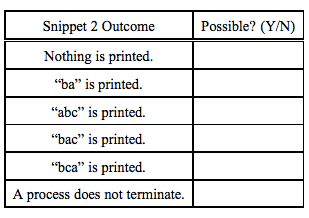 Snippet 2 Outcome Possible? (Y/N)
Nothing is printed.
“ba” is printed.
“abc” is printed.
“bac” is printed.
“bca” is printed.
A process does not terminate.